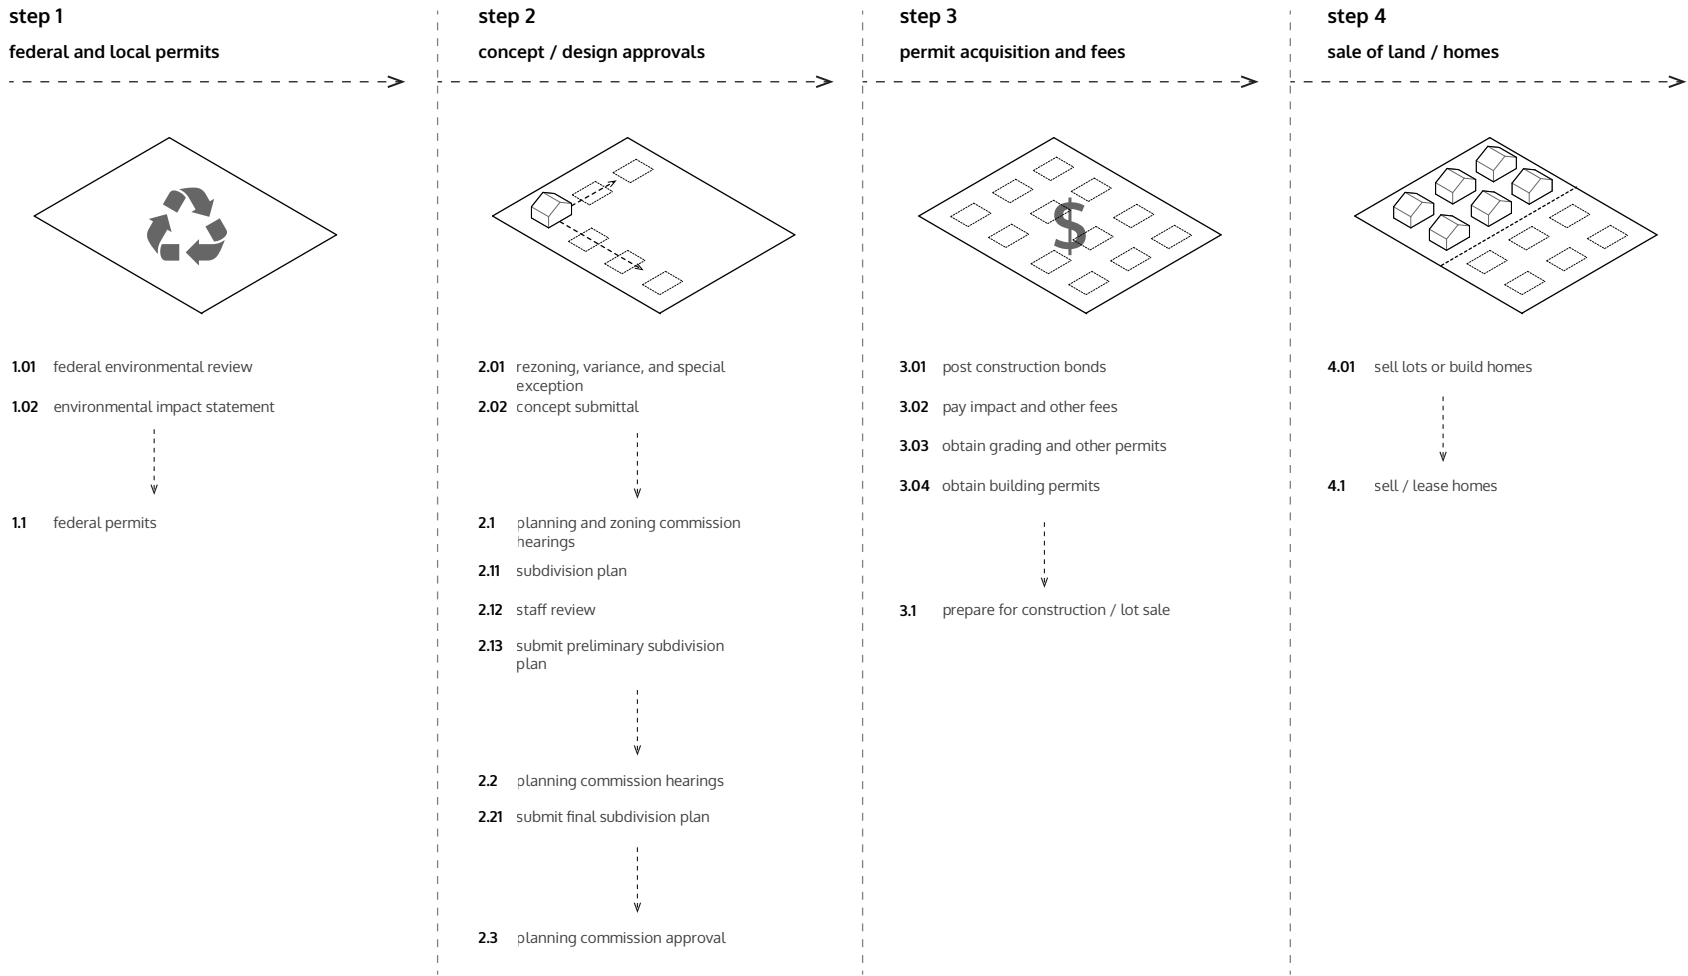 step 1
federal and local permits
1.01 federal environmental review
1.02 environmental impact statement
1.1 federal permits
step 2
concept / design approvals
2.01 rezoning, variance, and special
exception
2.02 concept submittal
2.1 planning and zoning commission
hearings
2.11 subdivision plan
2.12 staff review
2.13 submit preliminary subdivision
plan
2.2 planning commission hearings
2.21 submit final subdivision plan
2.3 planning commission approval
step 3
permit acquisition and fees
$
3.01 post construction bonds
3.02 pay impact and other fees
3.03 obtain grading and other permits
3.04 obtain building permits
3.1 prepare for construction / lot sale
step 4
sale of land / homes
4.01 sell lots or build homes
4.1 sell / lease homes